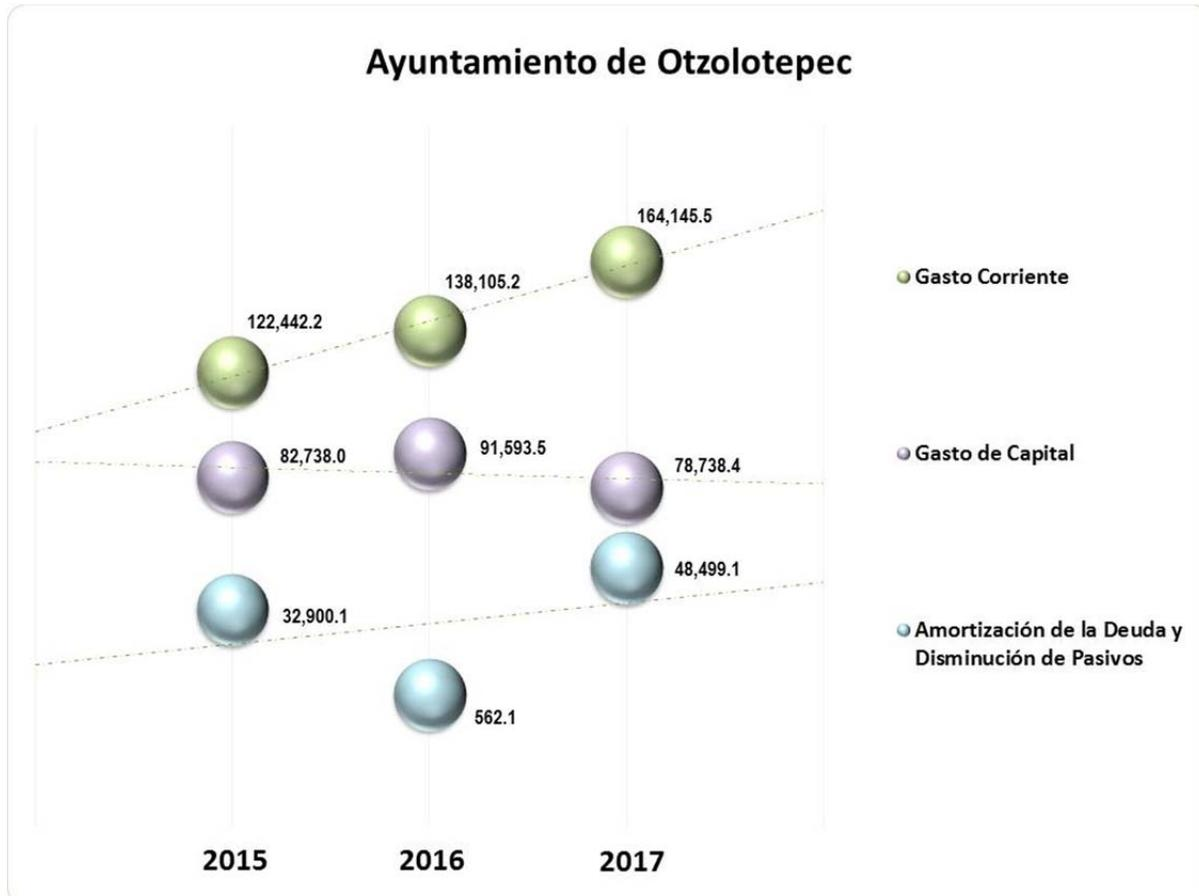 Ayuntamiento de Otzolotepec
164,145.5
138,105.2
122,442.2
82,738.0
91,593.5
78,738.4
32,900.1
562.1
48,499.1
Gasto Corriente
Gasto de Capital
Amortización de la Deuda y
Disminución de Pasivos
2015
2016
2017